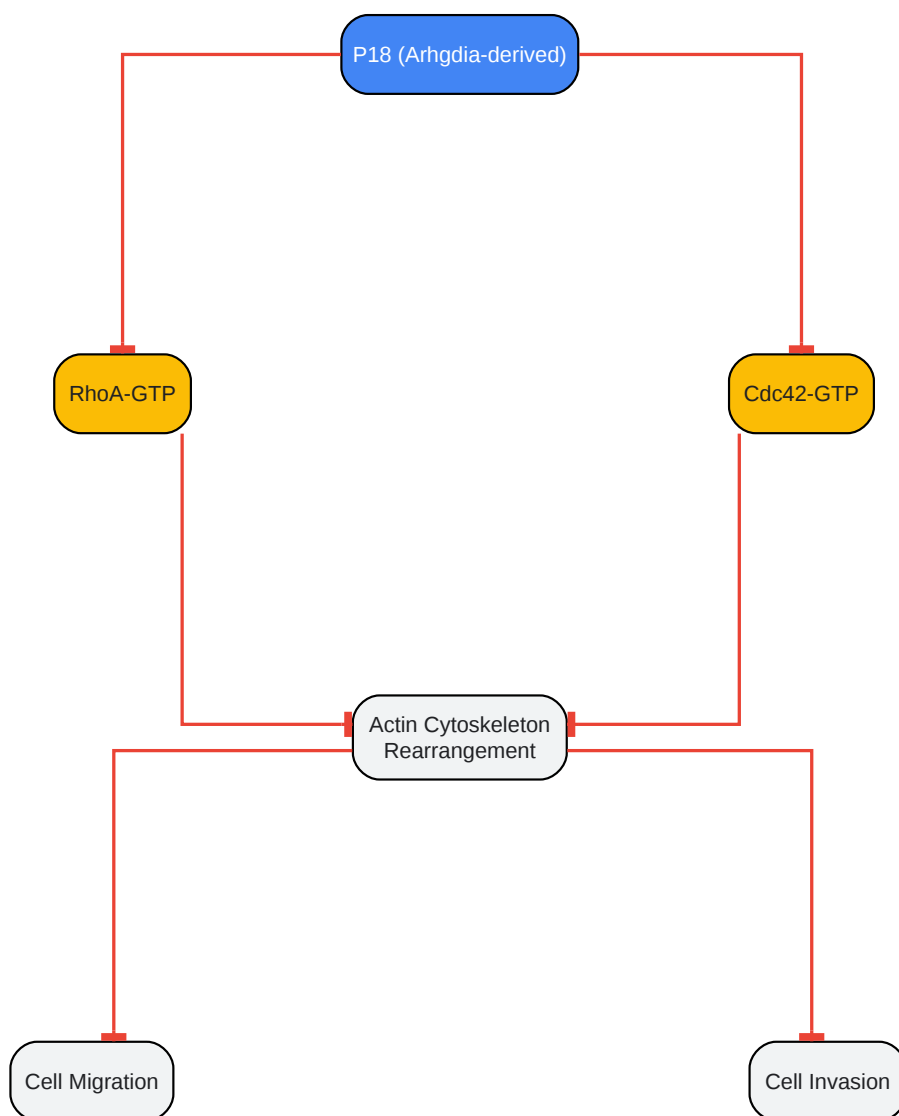 P18 (Arhgdia-derived)
RhoA-GTP
Cdc42-GTP
Actin Cytoskeleton
Rearrangement
Cell Migration
Cell Invasion